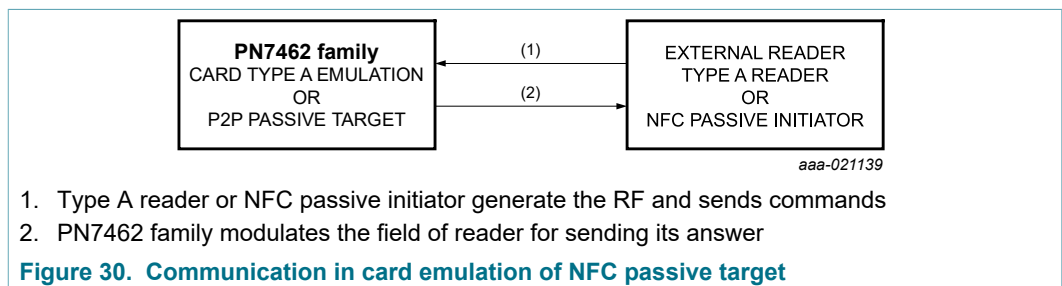 PN7462 family
CARD TYPE A EMULATION
OR
P2P PASSIVE TARGET
(1)
(2)
EXTERNAL READER
TYPE A READER
OR
NFC PASSIVE INITIATOR
aaa-021139
1. Type A reader or NFC passive initiator generate the RF and sends commands
2. PN7462 family modulates the field of reader for sending its answer
Figure 30. Communication in card emulation of NFC passive target